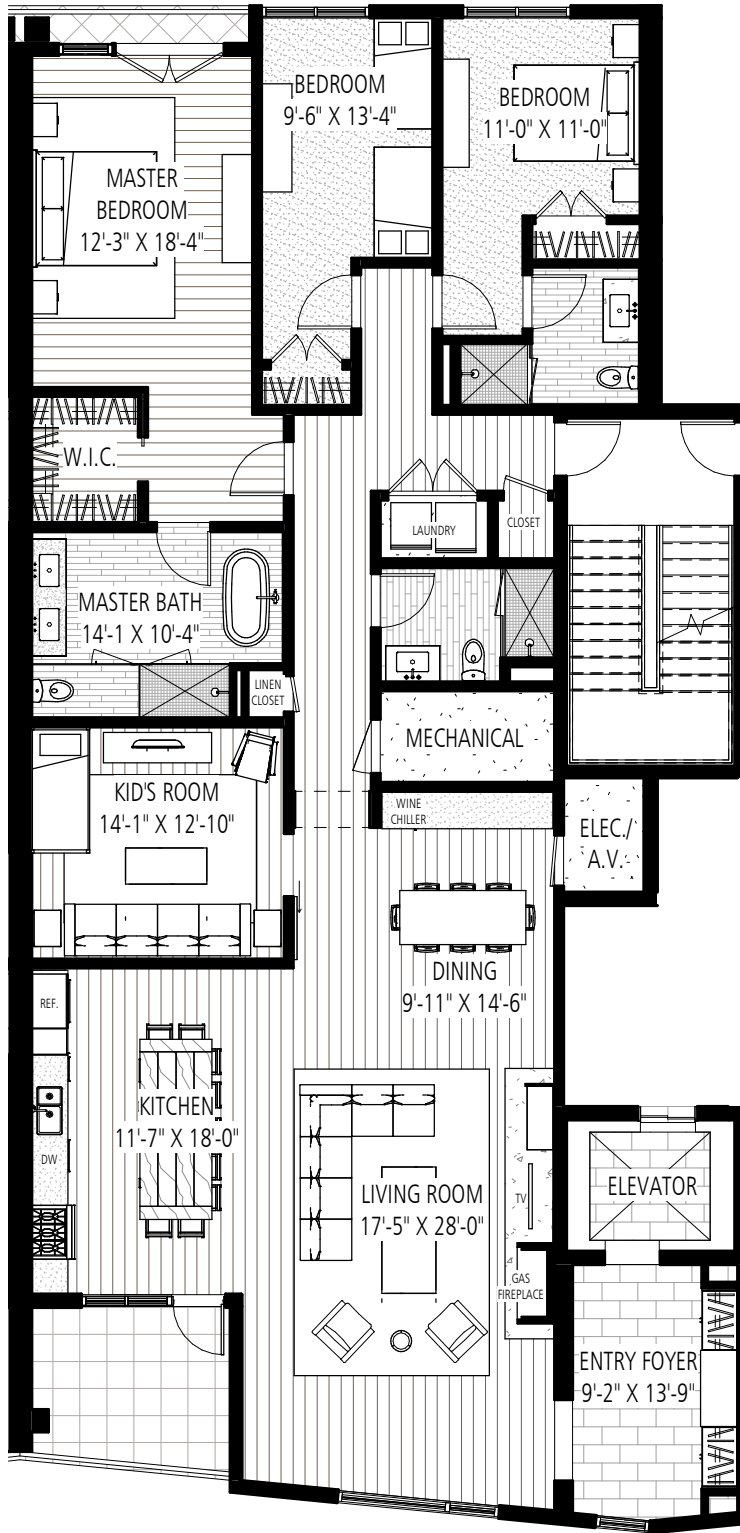 BEDROOM
9'-6" X 13'-4"
BEDROOM
11'-0" X 11'-0"
MASTER
BEDROOM
12'-3" X 18'-4"
W.I.C.
LAUNDRY
CLOSET
MASTER BATH
14'-1 X 10'-4"
LINEN
CLOSET
MECHANICAL
KID'S ROOM
14'-1" X 12'-10"
WINE
CHILLER
ELEC./
A.V.
DINING
9'-11" X 14'-6"
REF.
KITCHEN
11'-7" X 18'-0"
DW
LIVING ROOM
17'-5" X 28'-0"
TV
ELEVATOR
GAS
FIREPLACE
ENTRY FOYER
9'-2" X 13'-9"